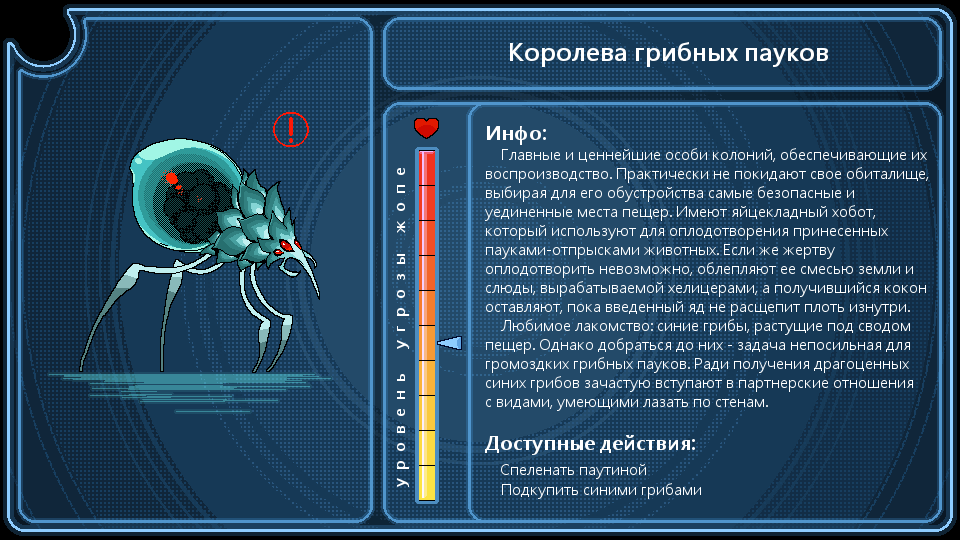 Королева грибных пауков
уровень угрозы жопе
Инфо:
Главные и ценнейшие особи колоний, обеспечивающие их
воспроизводство. Практически не покидают свое обиталище,
выбирая для его обустройства самые безопасные и
уединенные места пещер. Имеют яйцекладный хобот,
который используют для оплодотворения принесенных
пауками-отпрысками животных. Если же жертву
оплодотворить невозможно, облепляют ее смесью земли и
слюды, вырабатываемой хелицерами, а получившийся кокон
оставляют, пока введенный яд не расщепит плоть изнутри.
Любимое лакомство: синие грибы, растущие под сводом
пещер. Однако добраться до них - задача непосильная для
громоздких грибных пауков. Ради получения драгоценных
синих грибов зачастую вступают в партнерские отношения
с видами, умеющими лазать по стенам.
Доступные действия:
Спеленать паутиной
Подкупить синими грибами